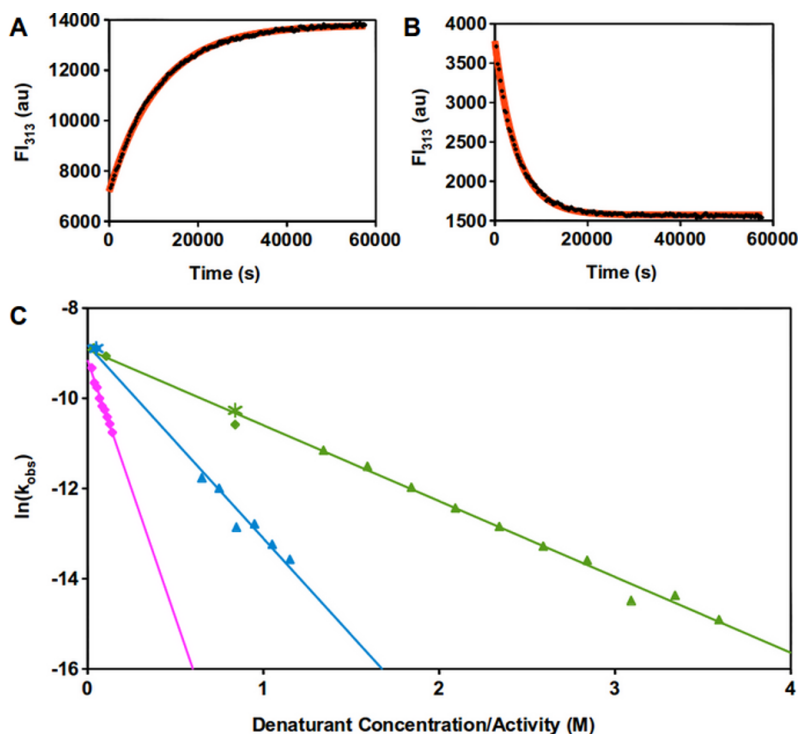 A
14000
12000
10000
8000
6000
FI313 (au)
0 20000 40000 60000
Time (s)
B
4000
3500
3000
2500
2000
1500
FI313 (au)
0 20000 40000 60000
Time (s)
C
-8
-10
-12
-14
-16
ln(kobs)
0 1 2 3 4
Denaturant Concentration/Activity (M)